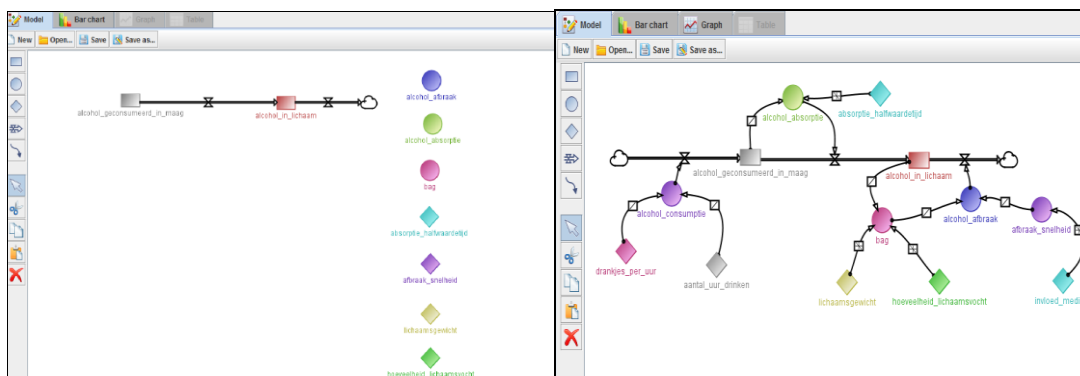 Model Bar chart Graph Table
New Open... Save Save as...
alcohol_geconsumeerd_in_maag
alcohol_in_lichaam
alcohol_afbraak
alcohol_absorptie
bag
absorptie_halfwaardetijd
afbraak_snelheid
lichaamsgewicht
hoeveelheid_lichaamsvocht
Model Bar chart Graph Table
New Open... Save Save as...
alcohol_absorptie
absorptie_halfwaardetijd
alcohol_geconsumeerd_in_maag
alcohol_in_lichaam
alcohol_consumptie
alcohol_afbraak
afbraak_snelheid
bag
drankjes_per_uur
aantal_uur_drinken
lichaamsgewicht
hoeveelheid_lichaamsvocht
invloed_medi